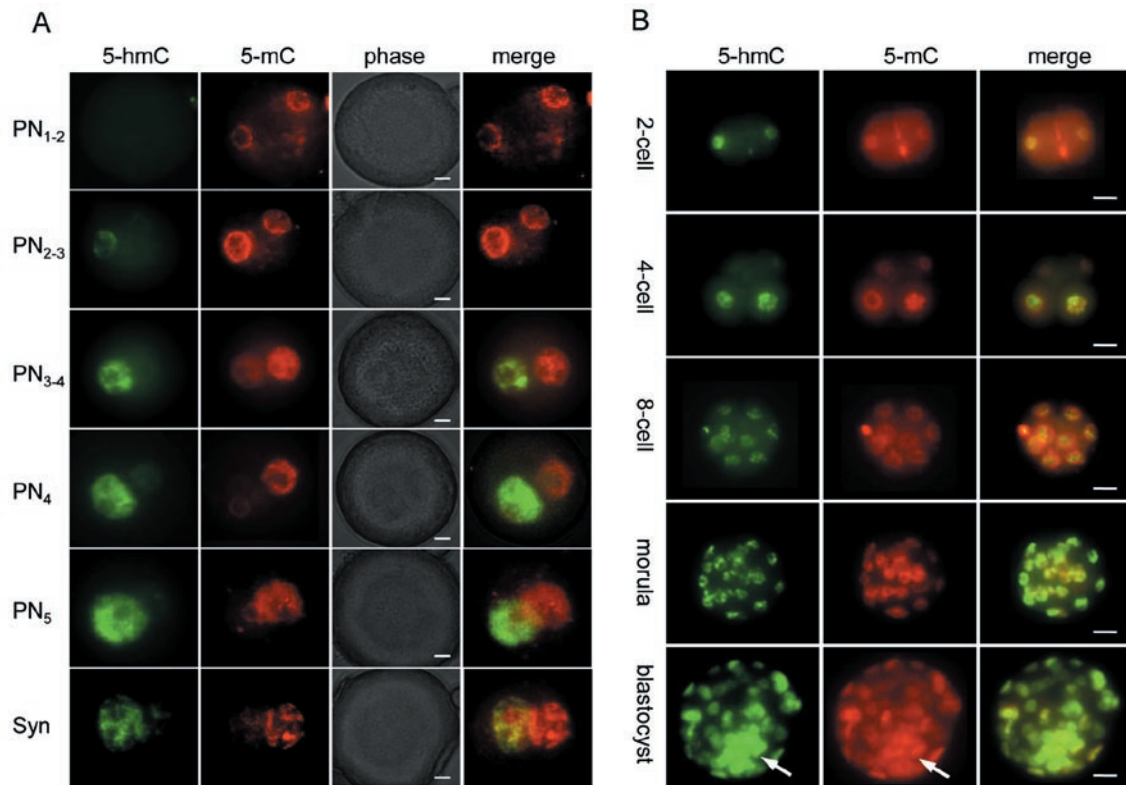 A
5-hmC 5-mC phase merge
PN1-2
PN2-3
PN3-4
PN4
PN5
Syn
B
5-hmC 5-mC merge
2-cell
4-cell
8-cell
morula
blastocyst